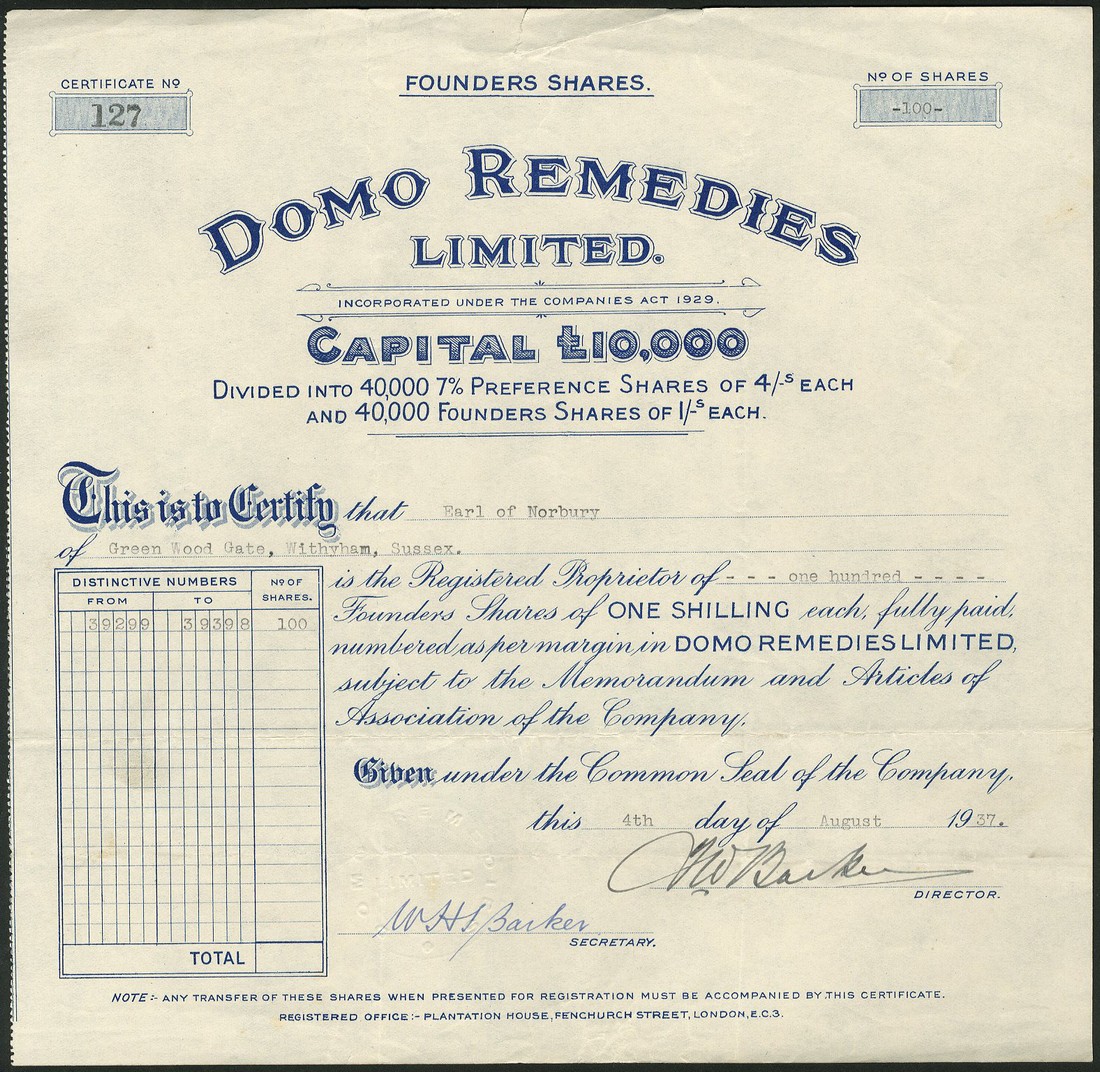 CERTIFICATE Nº
127
FOUNDERS SHARES.
Nº OF SHARES
-100-
DOMO REMEDIES
LIMITED.
INCORPORATED UNDER THE COMPANIES ACT 1929.
CAPITAL £10,000
DIVIDED INTO 40,000 7% PREFERENCE SHARES OF 4/-s EACH
AND 40,000 FOUNDERS SHARES OF 1/-s EACH.
This is to Certify that Earl of Norbury
of Green Wood Gate, Withyham, Sussex.
is the Registered Proprietor of - - - one hundred - - - -
Founders Shares of ONE SHILLING each, fully paid,
numbered as per margin in DOMO REMEDIES LIMITED,
subject to the Memorandum and Articles of
Association of the Company.
DISTINCTIVE NUMBERS
Nº OF SHARES.
FROM TO
39299 39398 100
TOTAL
Given under the Common Seal of the Company,
this 4th day of August 1937.
Barker
DIRECTOR.
WHS Barker
SECRETARY.
LIMITED
NOTE:- ANY TRANSFER OF THESE SHARES WHEN PRESENTED FOR REGISTRATION MUST BE ACCOMPANIED BY THIS CERTIFICATE.
REGISTERED OFFICE:- PLANTATION HOUSE, FENCHURCH STREET, LONDON, E.C.3.